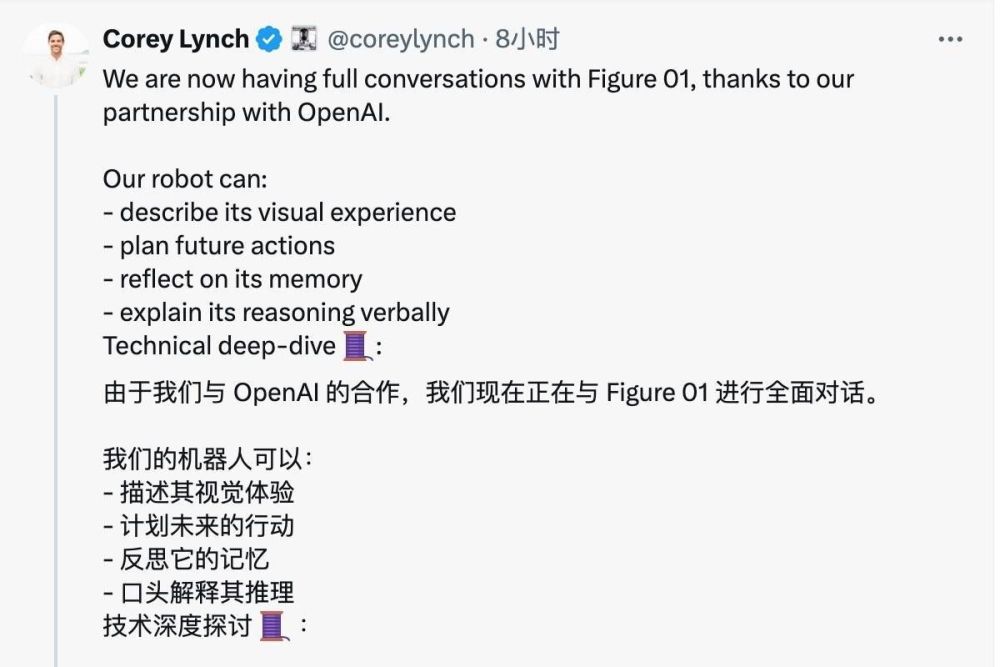 Corey Lynch @coreylynch · 8小时
We are now having full conversations with Figure 01, thanks to our
partnership with OpenAI.
Our robot can:
- describe its visual experience
- plan future actions
- reflect on its memory
- explain its reasoning verbally
Technical deep-dive 🧵:
由于我们与 OpenAI 的合作，我们现在正在与 Figure 01 进行全面对话。
我们的机器人可以：
- 描述其视觉体验
- 计划未来的行动
- 反思它的记忆
- 口头解释其推理
技术深度探讨 🧵：